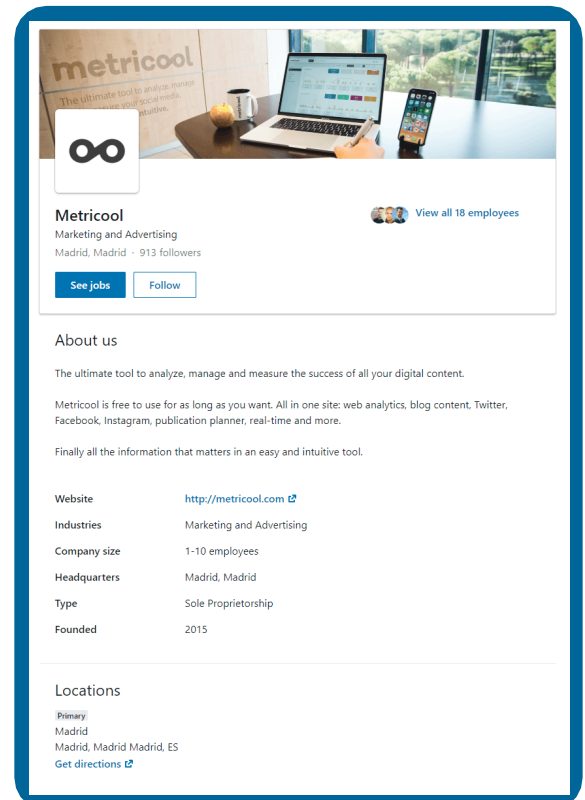 metricool
The ultimate tool to analyze, manage
your social media.
intuitive.
Metricool
View all 18 employees
Marketing and Advertising
Madrid, Madrid · 913 followers
See jobs
Follow
About us
The ultimate tool to analyze, manage and measure the success of all your digital content.
Metricool is free to use for as long as you want. All in one site: web analytics, blog content, Twitter,
Facebook, Instagram, publication planner, real-time and more.
Finally all the information that matters in an easy and intuitive tool.
Website http://metricool.com
Industries Marketing and Advertising
Company size 1-10 employees
Headquarters Madrid, Madrid
Type Sole Proprietorship
Founded 2015
Locations
Primary
Madrid
Madrid, Madrid Madrid, ES
Get directions